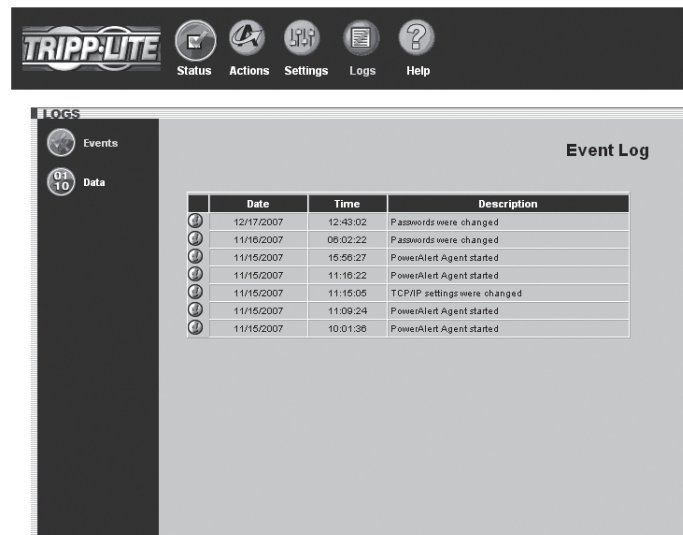 TRIPP·LITE
Status Actions Settings Logs Help
LOGS
Events
01
10 Data
Event Log
Date Time Description
12/17/2007 12:43:02 Passwords were changed
11/16/2007 06:02:22 Passwords were changed
11/15/2007 15:56:27 PowerAlert Agent started
11/15/2007 11:16:22 PowerAlert Agent started
11/15/2007 11:15:05 TCP/IP settings were changed
11/15/2007 11:09:24 PowerAlert Agent started
11/15/2007 10:01:36 PowerAlert Agent started